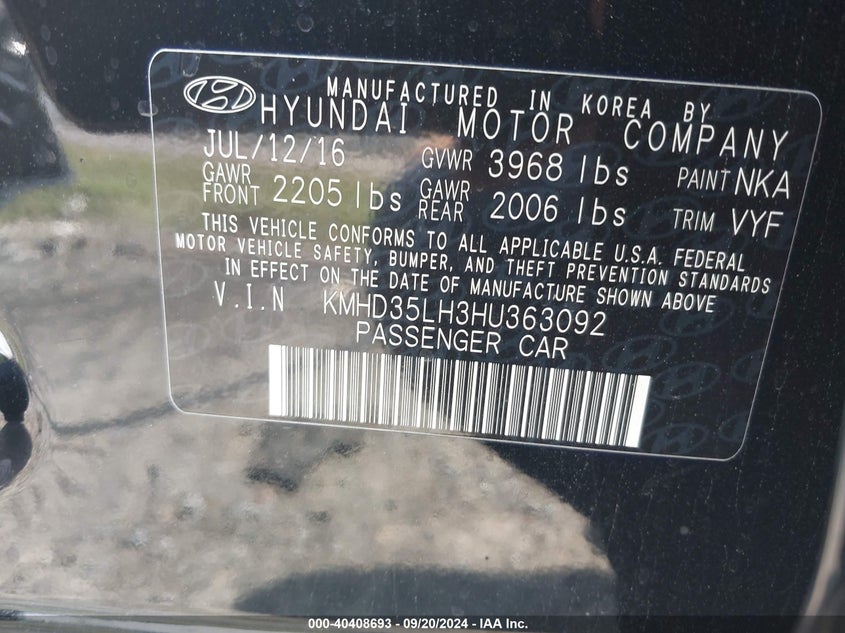 MANUFACTURED IN KOREA BY
HYUNDAI MOTOR COMPANY
JUL/12/16 GVWR 3968 lbs PAINT NKA
GAWR FRONT 2205 lbs GAWR REAR 2006 lbs TRIM VYF
THIS VEHICLE CONFORMS TO ALL APPLICABLE U.S.A. FEDERAL
MOTOR VEHICLE SAFETY, BUMPER, AND THEFT PREVENTION STANDARDS
IN EFFECT ON THE DATE OF MANUFACTURE SHOWN ABOVE
V.I.N KMHD35LH3HU363092
PASSENGER CAR
000-40408693 - 09/20/2024 - IAA Inc.